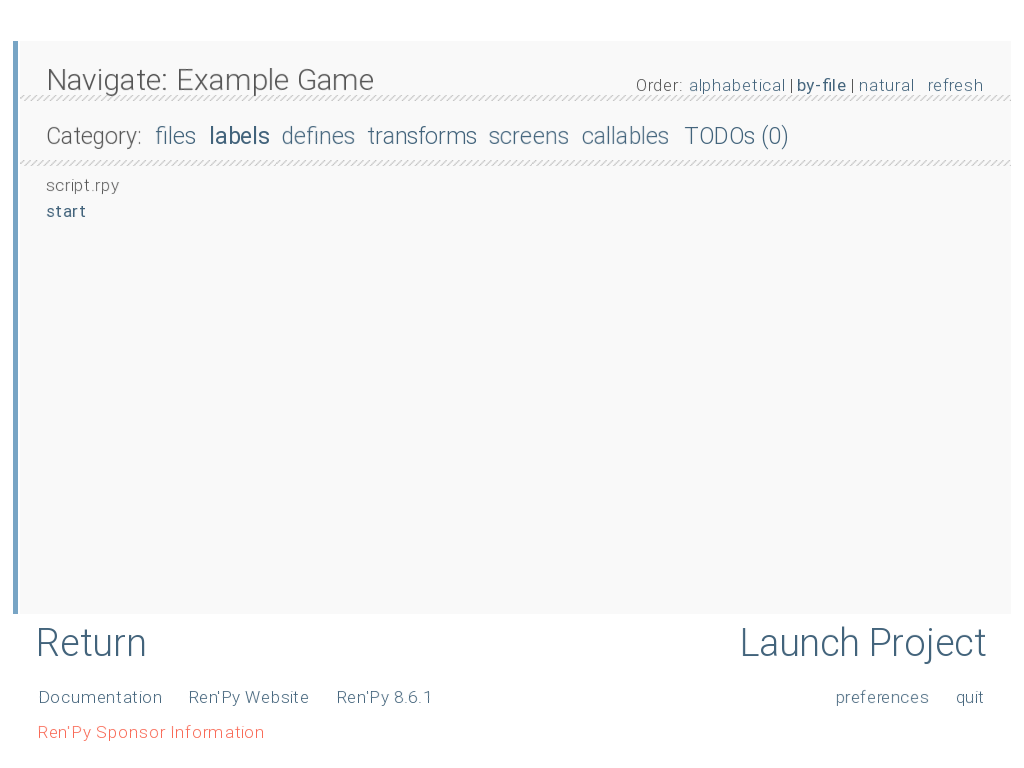 Navigate: Example Game
Order: alphabetical | by-file | natural refresh
Category: files labels defines transforms screens callables TODOs (0)
script.rpy
start
Return
Launch Project
Documentation Ren'Py Website Ren'Py 8.6.1
preferences quit
Ren'Py Sponsor Information